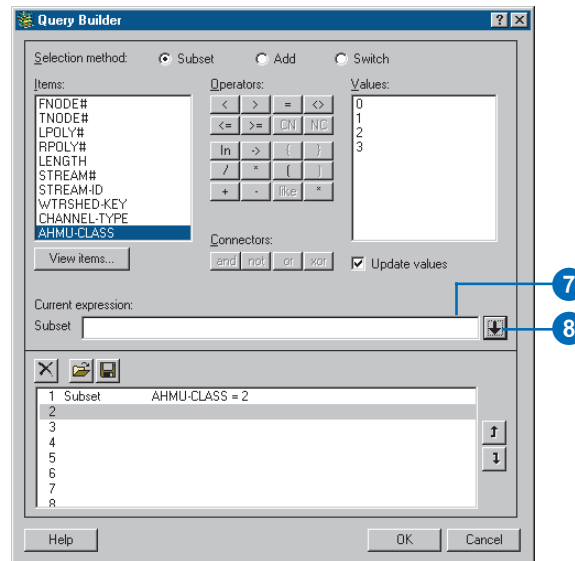 Query Builder
Selection method: Subset Add Switch
Items: Operators: Values:
FNODE#
TNODE#
LPOLY#
RPOLY#
LENGTH
STREAM#
STREAM-ID
WTRSHED-KEY
CHANNEL-TYPE
AHMU-CLASS
< > = <>
<= >= CN NC
In -> { }
/ * ( )
+ - like *
0
1
2
3
Connectors:
View items... and not or xor Update values
7
Current expression:
Subset
8
1 Subset AHMU-CLASS = 2
2
3
4
5
6
7
8
Help OK Cancel